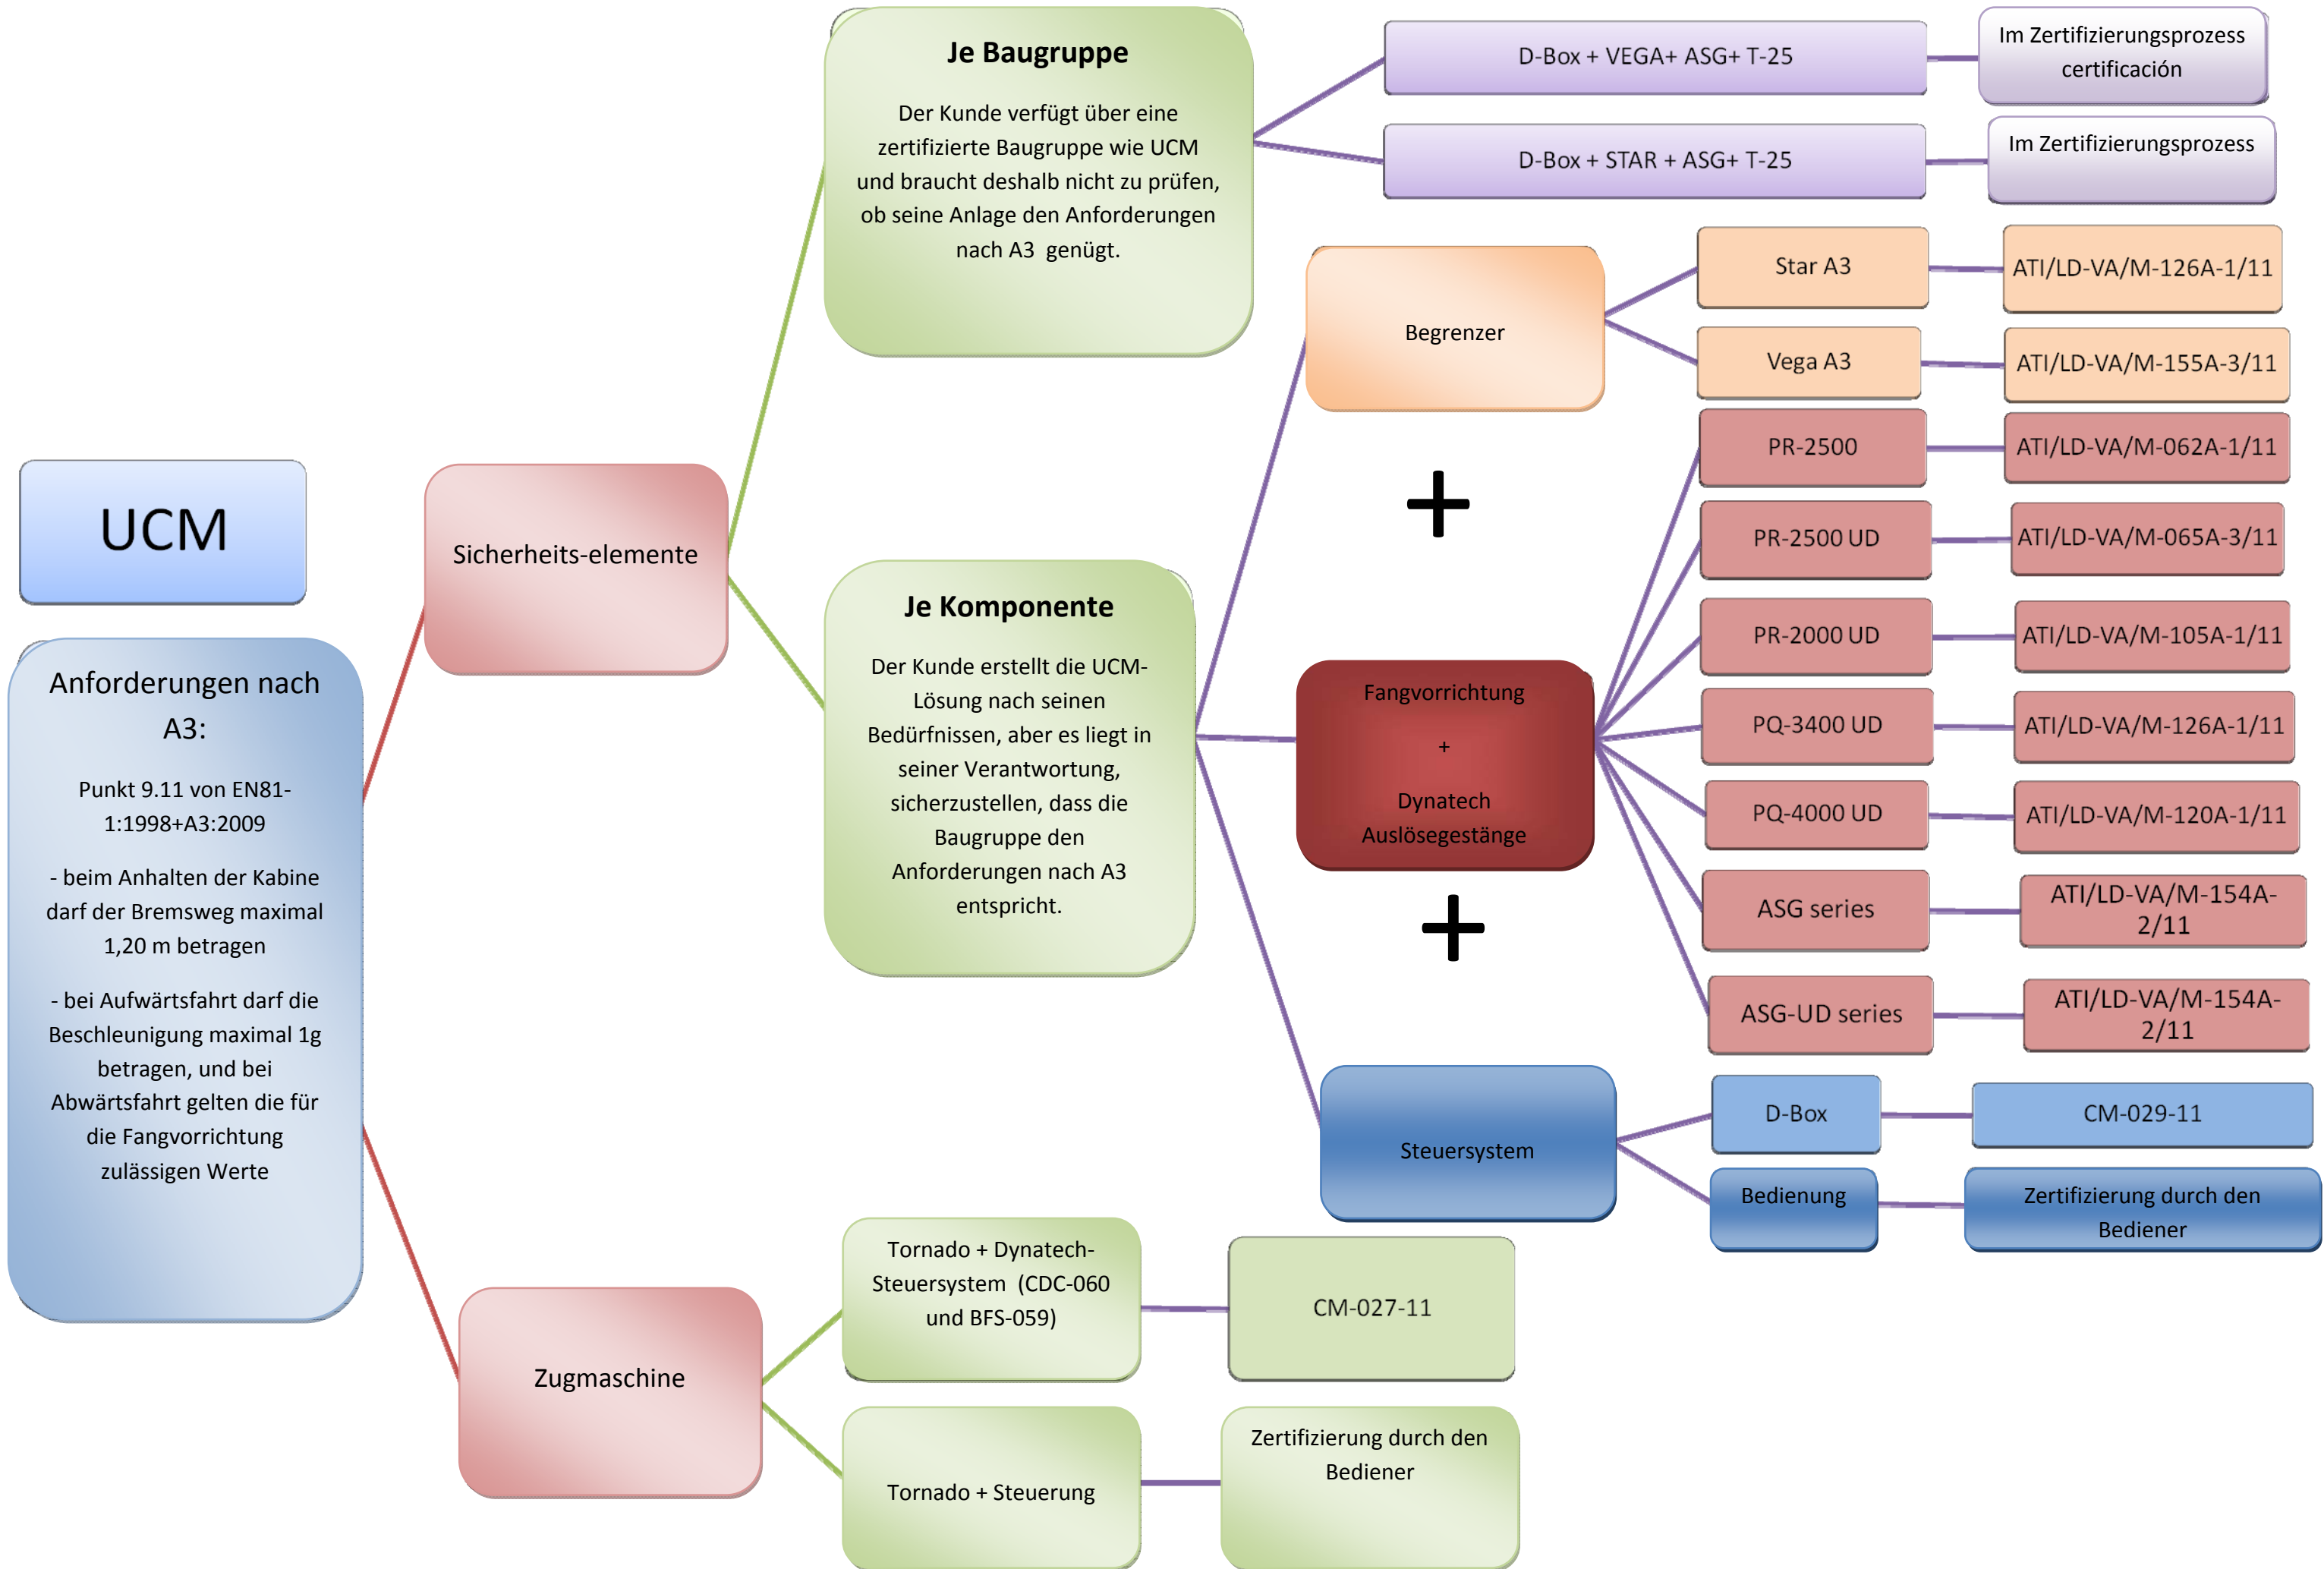 UCM
Anforderungen nach
A3:
Punkt 9.11 von EN81-
1:1998+A3:2009
- beim Anhalten der Kabine
darf der Bremsweg maximal
1,20 m betragen
- bei Aufwärtsfahrt darf die
Beschleunigung maximal 1g
betragen, und bei
Abwärtsfahrt gelten die für
die Fangvorrichtung
zulässigen Werte
Sicherheits-elemente
Zugmaschine
Je Baugruppe
Der Kunde verfügt über eine
zertifizierte Baugruppe wie UCM
und braucht deshalb nicht zu prüfen,
ob seine Anlage den Anforderungen
nach A3 genügt.
Je Komponente
Der Kunde erstellt die UCM-
Lösung nach seinen
Bedürfnissen, aber es liegt in
seiner Verantwortung,
sicherzustellen, dass die
Baugruppe den
Anforderungen nach A3
entspricht.
Tornado + Dynatech-
Steuersystem (CDC-060
und BFS-059)
CM-027-11
Tornado + Steuerung
Zertifizierung durch den
Bediener
D-Box + VEGA+ ASG+ T-25
Im Zertifizierungsprozess
certificación
D-Box + STAR + ASG+ T-25
Im Zertifizierungsprozess
Begrenzer
+
Fangvorrichtung
+
Dynatech
Auslösegestänge
+
Steuersystem
Star A3
ATI/LD-VA/M-126A-1/11
Vega A3
ATI/LD-VA/M-155A-3/11
PR-2500
ATI/LD-VA/M-062A-1/11
PR-2500 UD
ATI/LD-VA/M-065A-3/11
PR-2000 UD
ATI/LD-VA/M-105A-1/11
PQ-3400 UD
ATI/LD-VA/M-126A-1/11
PQ-4000 UD
ATI/LD-VA/M-120A-1/11
ASG series
ATI/LD-VA/M-154A-
2/11
ASG-UD series
ATI/LD-VA/M-154A-
2/11
D-Box
CM-029-11
Bedienung
Zertifizierung durch den
Bediener